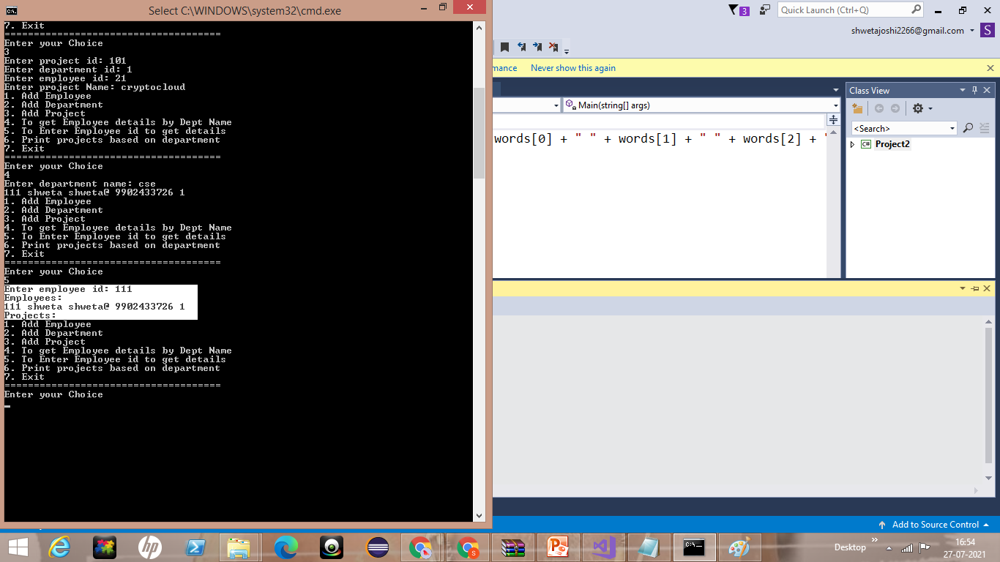 Select C:\WINDOWS\system32\cmd.exe
7. Exit
=====================================
Enter your Choice
3
Enter project id: 101
Enter department id: 1
Enter employee id: 21
Enter project Name: cryptocloud
1. Add Employee
2. Add Department
3. Add Project
4. To get Employee details by Dept Name
5. To Enter Employee id to get details
6. Print projects based on department
7. Exit
=====================================
Enter your Choice
4
Enter department name: cse
111 shweta shweta@ 9902433726 1
1. Add Employee
2. Add Department
3. Add Project
4. To get Employee details by Dept Name
5. To Enter Employee id to get details
6. Print projects based on department
7. Exit
=====================================
Enter your Choice
5
Enter employee id: 111
Employees:
111 shweta shweta@ 9902433726 1
Projects:
1. Add Employee
2. Add Department
3. Add Project
4. To get Employee details by Dept Name
5. To Enter Employee id to get details
6. Print projects based on department
7. Exit
=====================================
Enter your Choice
3
Quick Launch (Ctrl+Q)
shwetajoshi2266@gmail.com
S
mance Never show this again
Main(string[] args)
words[0] + " " + words[1] + " " + words[2] + "
Class View
<Search>
C# Project2
Add to Source Control
hp
Desktop
16:54
27-07-2021